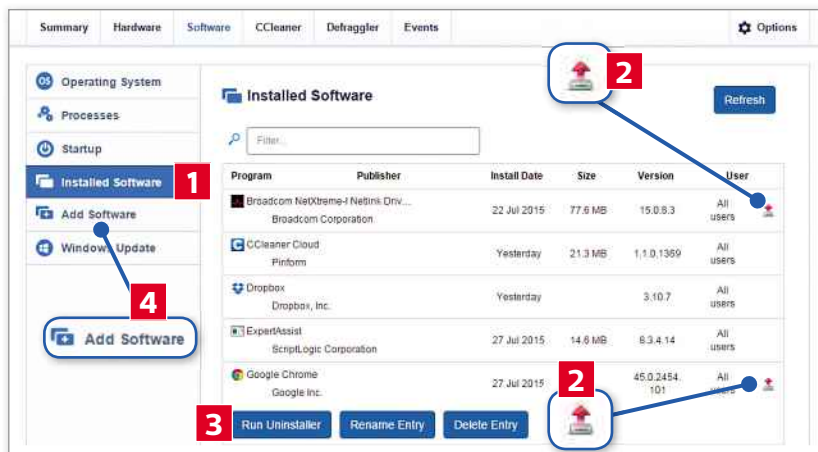 Summary Hardware Software CCleaner Defraggler Events Options
2
OS Operating System
Installed Software
Refresh
Processes
Filter...
Startup
Installed Software 1
Program Publisher Install Date Size Version User
Broadcom NetXtreme-I Netlink Driv...
Broadcom Corporation
22 Jul 2015 77.6 MB 15.0.8.3 All users
Add Software
CCleaner Cloud
Piriform
Yesterday 21.3 MB 1.1.0.1369 All users
Windows Update
Dropbox
Dropbox, Inc.
Yesterday 3.10.7 All users
4
Add Software
ExpertAssist
ScriptLogic Corporation
27 Jul 2015 14.6 MB 8.3.4.14 All users
Google Chrome
Google Inc.
27 Jul 2015 45.0.2454.
101
All users
2
3 Run Uninstaller Rename Entry Delete Entry